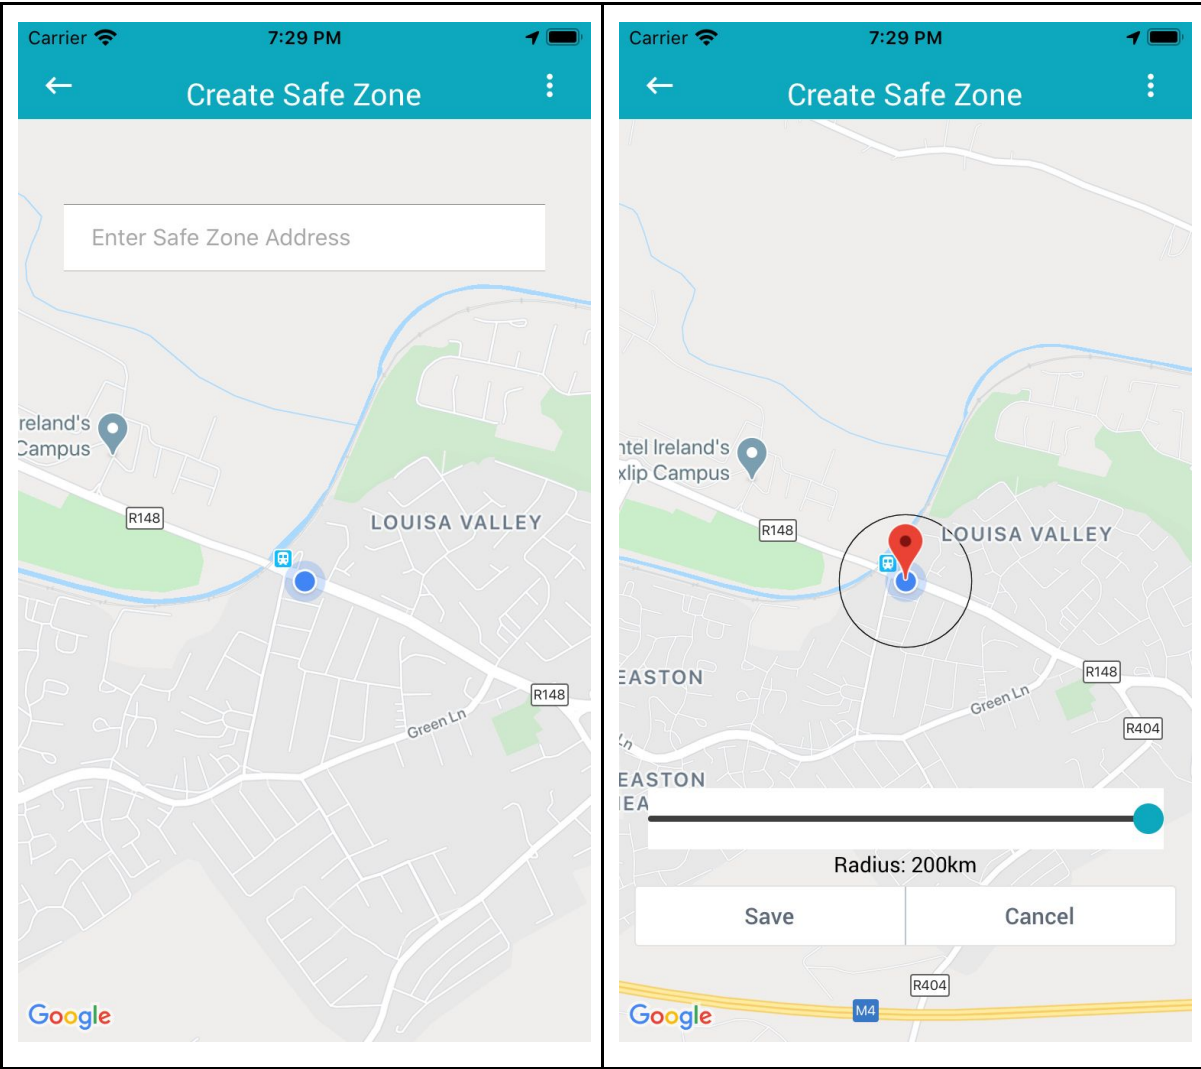 Carrier 7:29 PM
Create Safe Zone
Enter Safe Zone Address
reland's
Campus
R148
LOUISA VALLEY
R148
Green Ln
Google
Carrier 7:29 PM
Create Safe Zone
ntel Ireland's
xlip Campus
R148
LOUISA VALLEY
EASTON
R148
Green Ln
R404
Ln
EASTON
EA
Radius: 200km
Save Cancel
R404
M4
Google